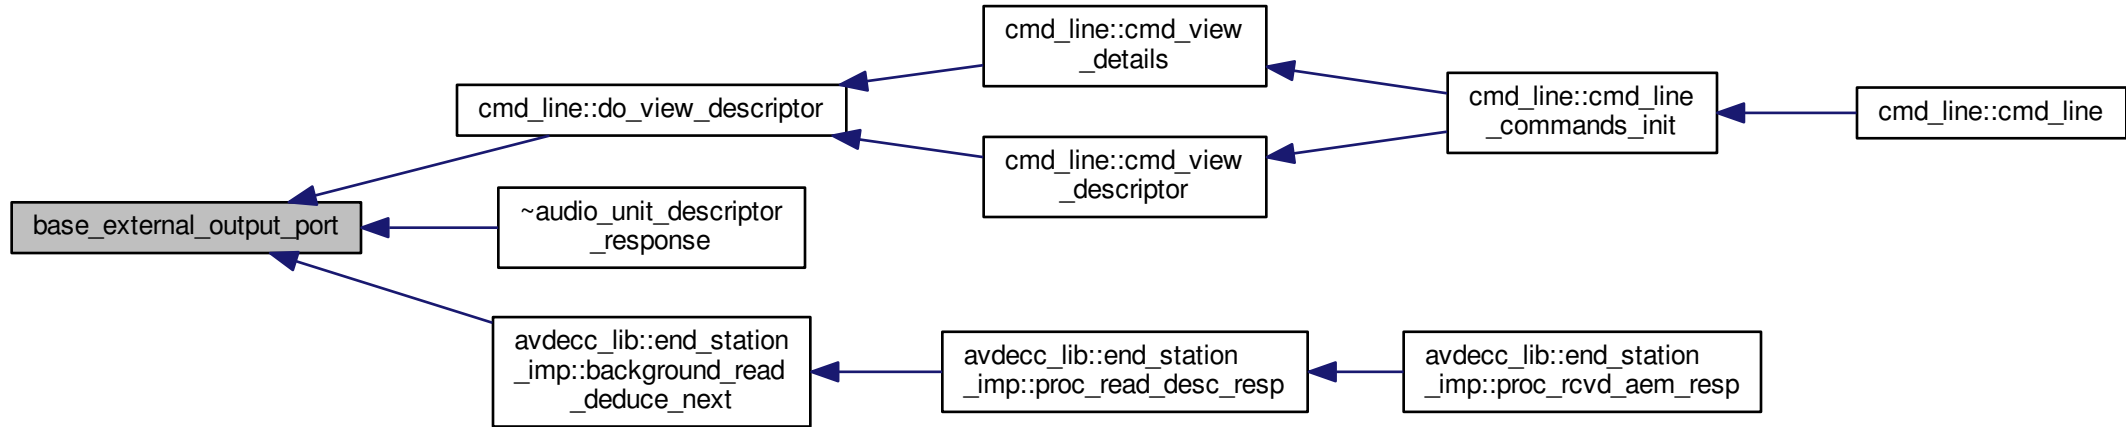 base_external_output_port
cmd_line::do_view_descriptor
cmd_line::cmd_view
_details
cmd_line::cmd_view
_descriptor
cmd_line::cmd_line
_commands_init
cmd_line::cmd_line
~audio_unit_descriptor
_response
avdecc_lib::end_station
_imp::background_read
_deduce_next
avdecc_lib::end_station
_imp::proc_read_desc_resp
avdecc_lib::end_station
_imp::proc_rcvd_aem_resp